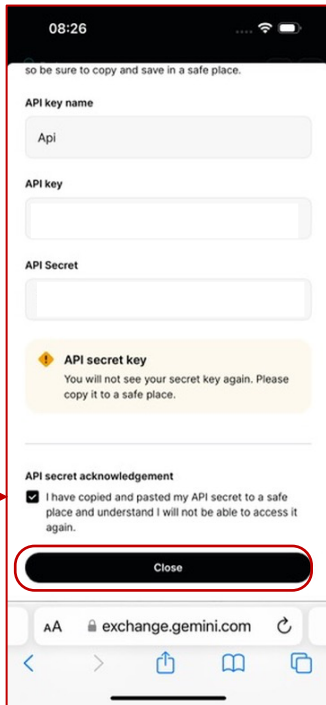 08:26
so be sure to copy and save in a safe place.
API key name
Api
API key
API Secret
API secret key
You will not see your secret key again. Please
copy it to a safe place.
API secret acknowledgement
I have copied and pasted my API secret to a safe
place and understand I will not be able to access it
again.
Close
AA exchange.gemini.com